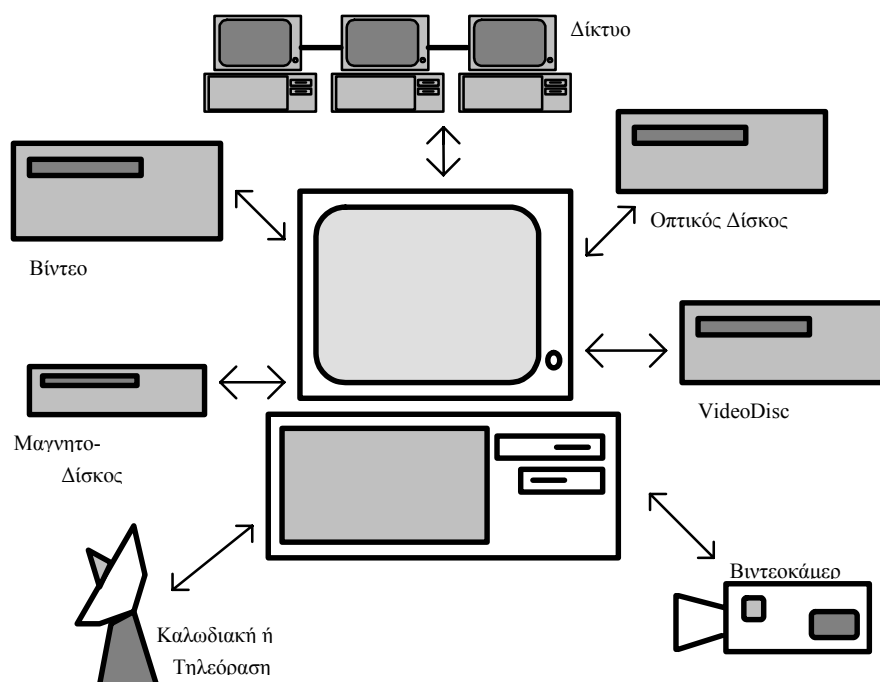 Δίκτυο
Οπτικός Δίσκος
Βίντεο
VideoDisc
Μαγνητο-
Δίσκος
Βιντεοκάμερ
Καλωδιακή ή
Τηλεόραση